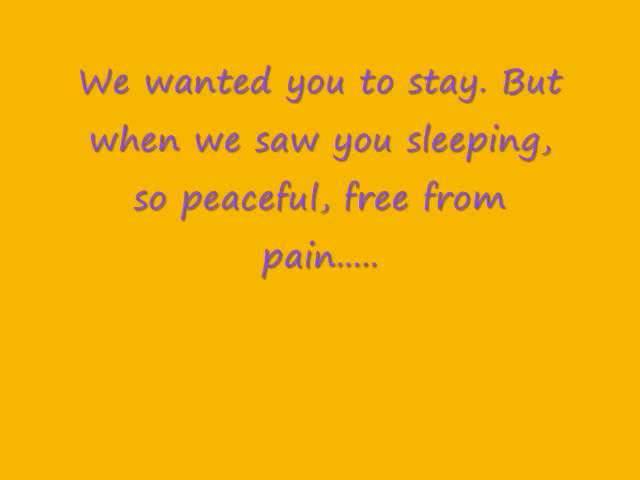 We wanted you to stay. But
when we saw you sleeping,
so peaceful, free from
pain.....